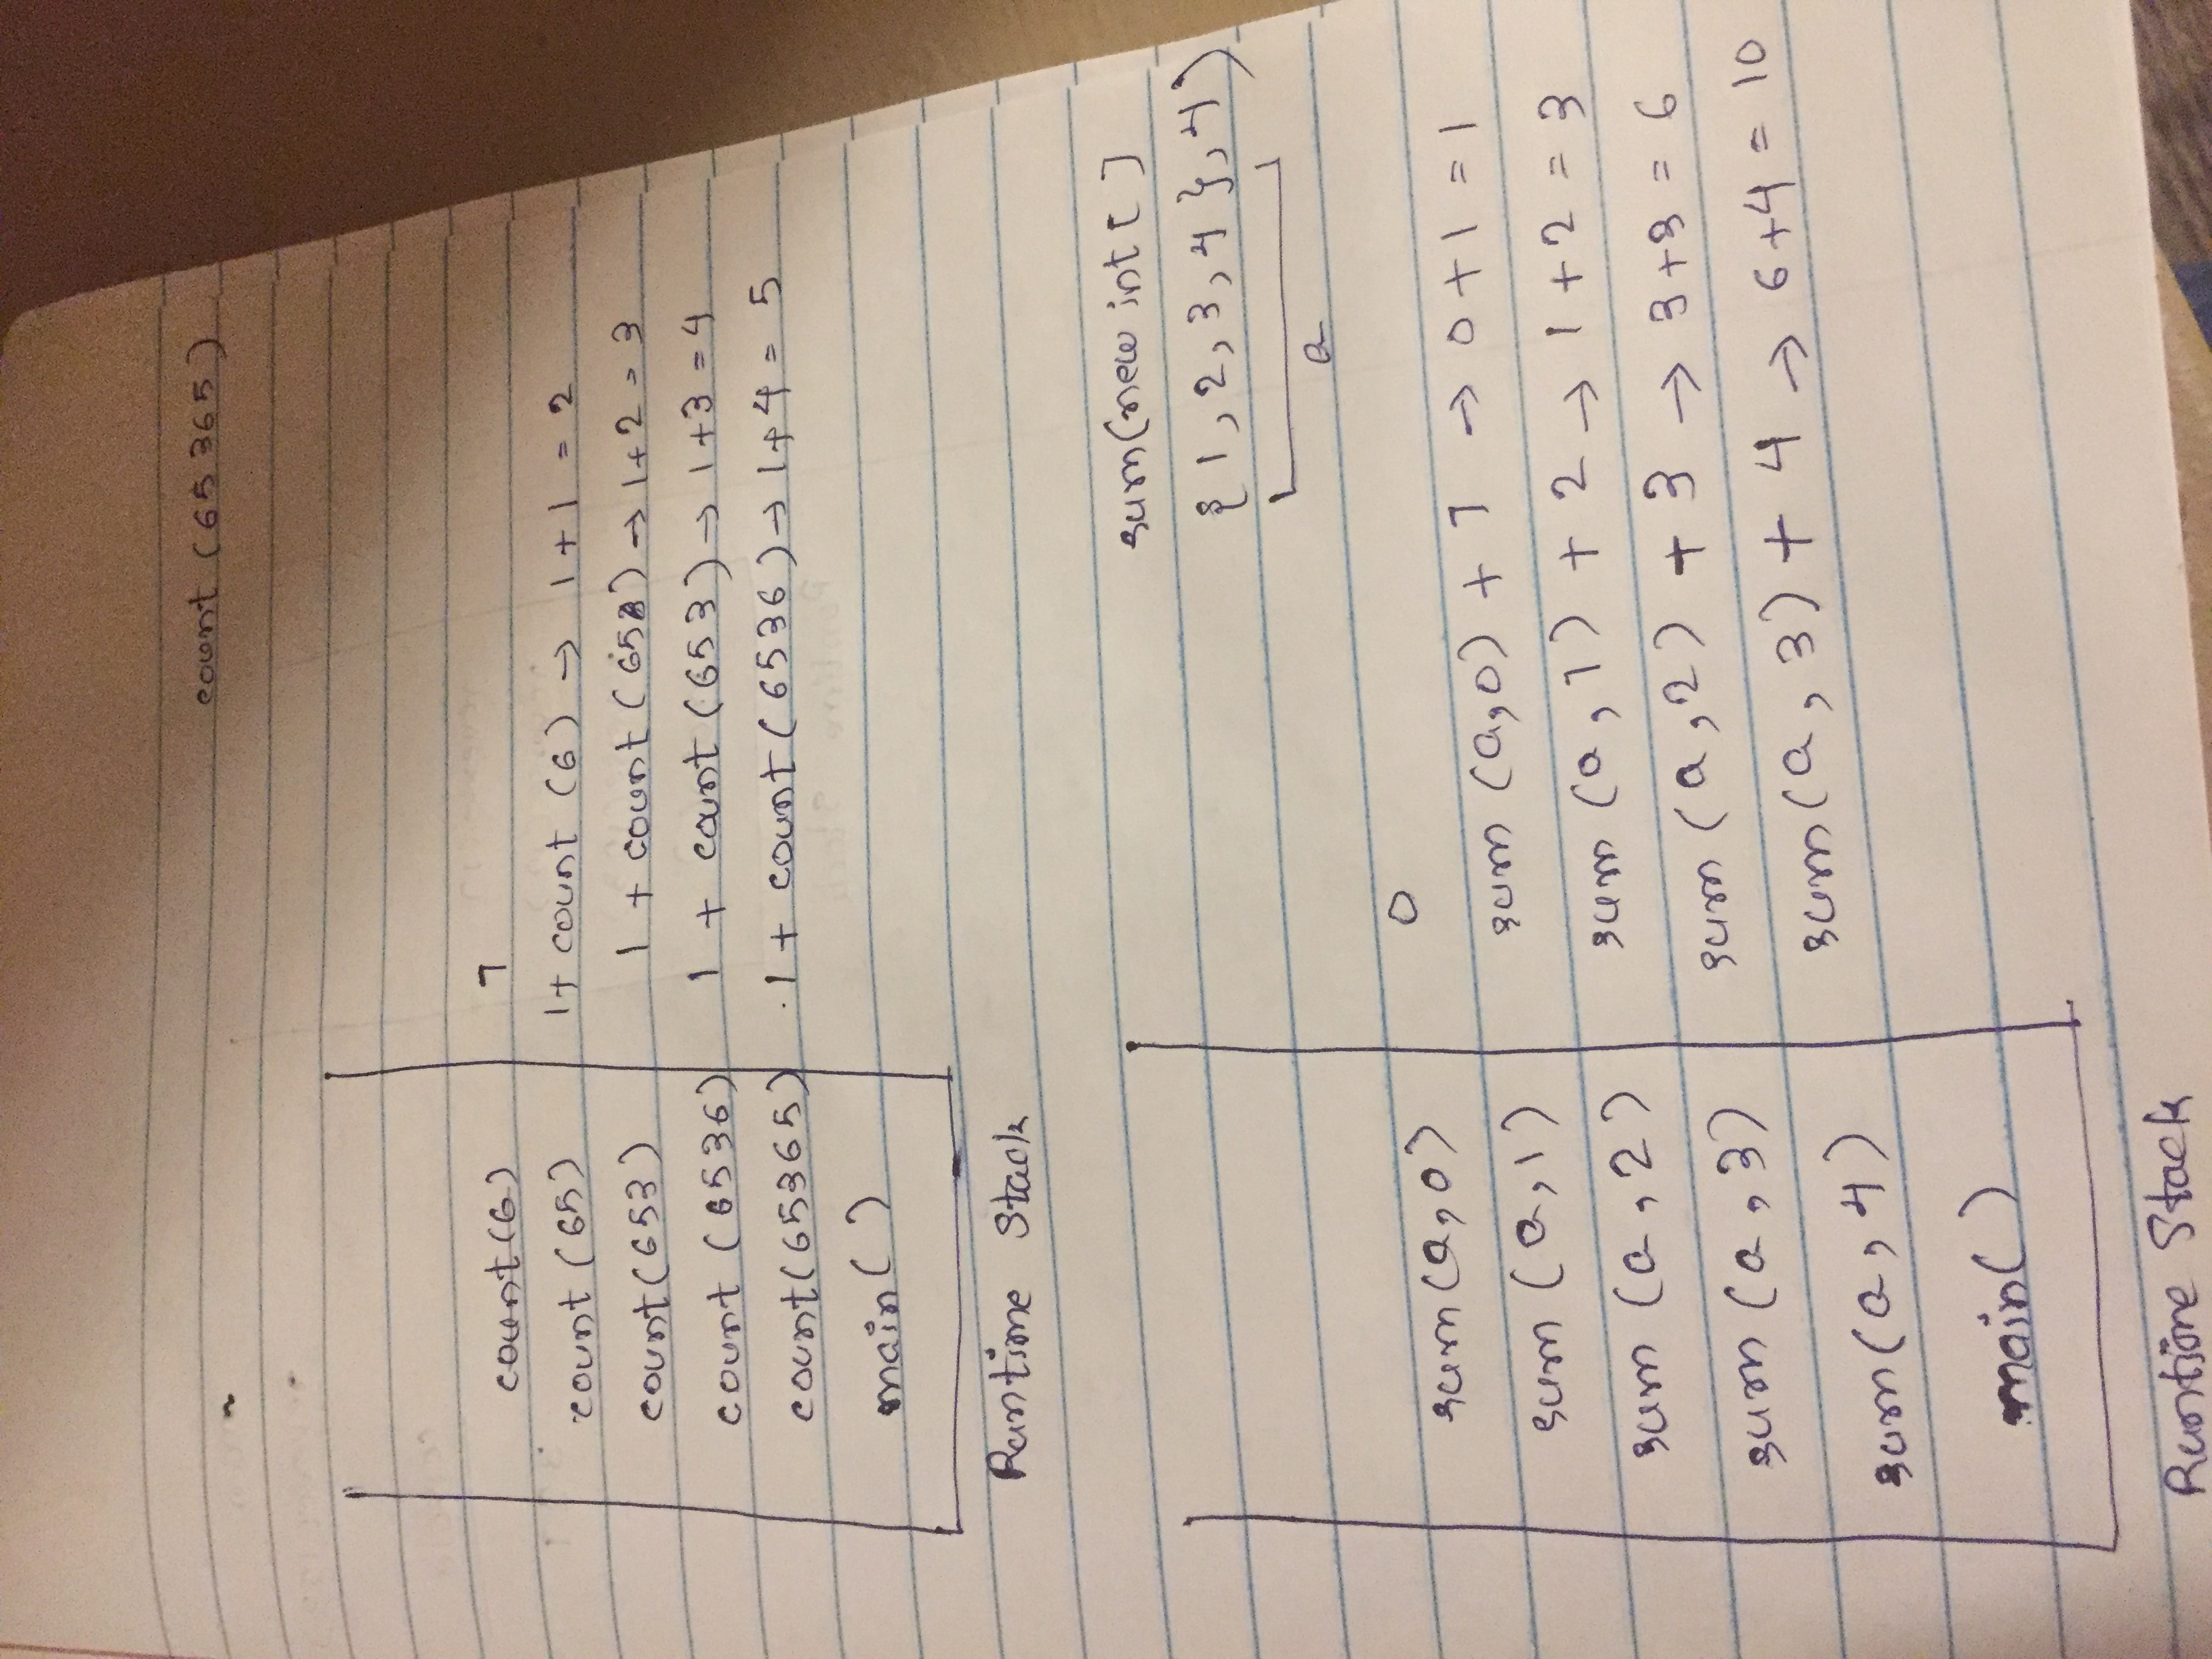 count (65365)
count(6) 1
count (65) 1+ count (6) → 1+1 = 2
count(653) 1 + count ( ) → 1+2 = 3
count (6536) 1 + count (653) → 1+3 = 4
count(65365) 1 + count (6536) → 1+4 = 5
main( )
Runtime Stack
sum(new int [ ]
{ 1, 2, 3, 4 }, 4)
a
sum(a,0) 0
sum (a,1) sum (a,0) + 1 → 0+1 = 1
sum (a,2) sum (a,1) + 2 → 1+2 = 3
sum (a,3) sum (a,2) + 3 → 3+3 = 6
sum(a,4) sum(a,3) + 4 → 6+4 = 10
main( )
Runtime Stack